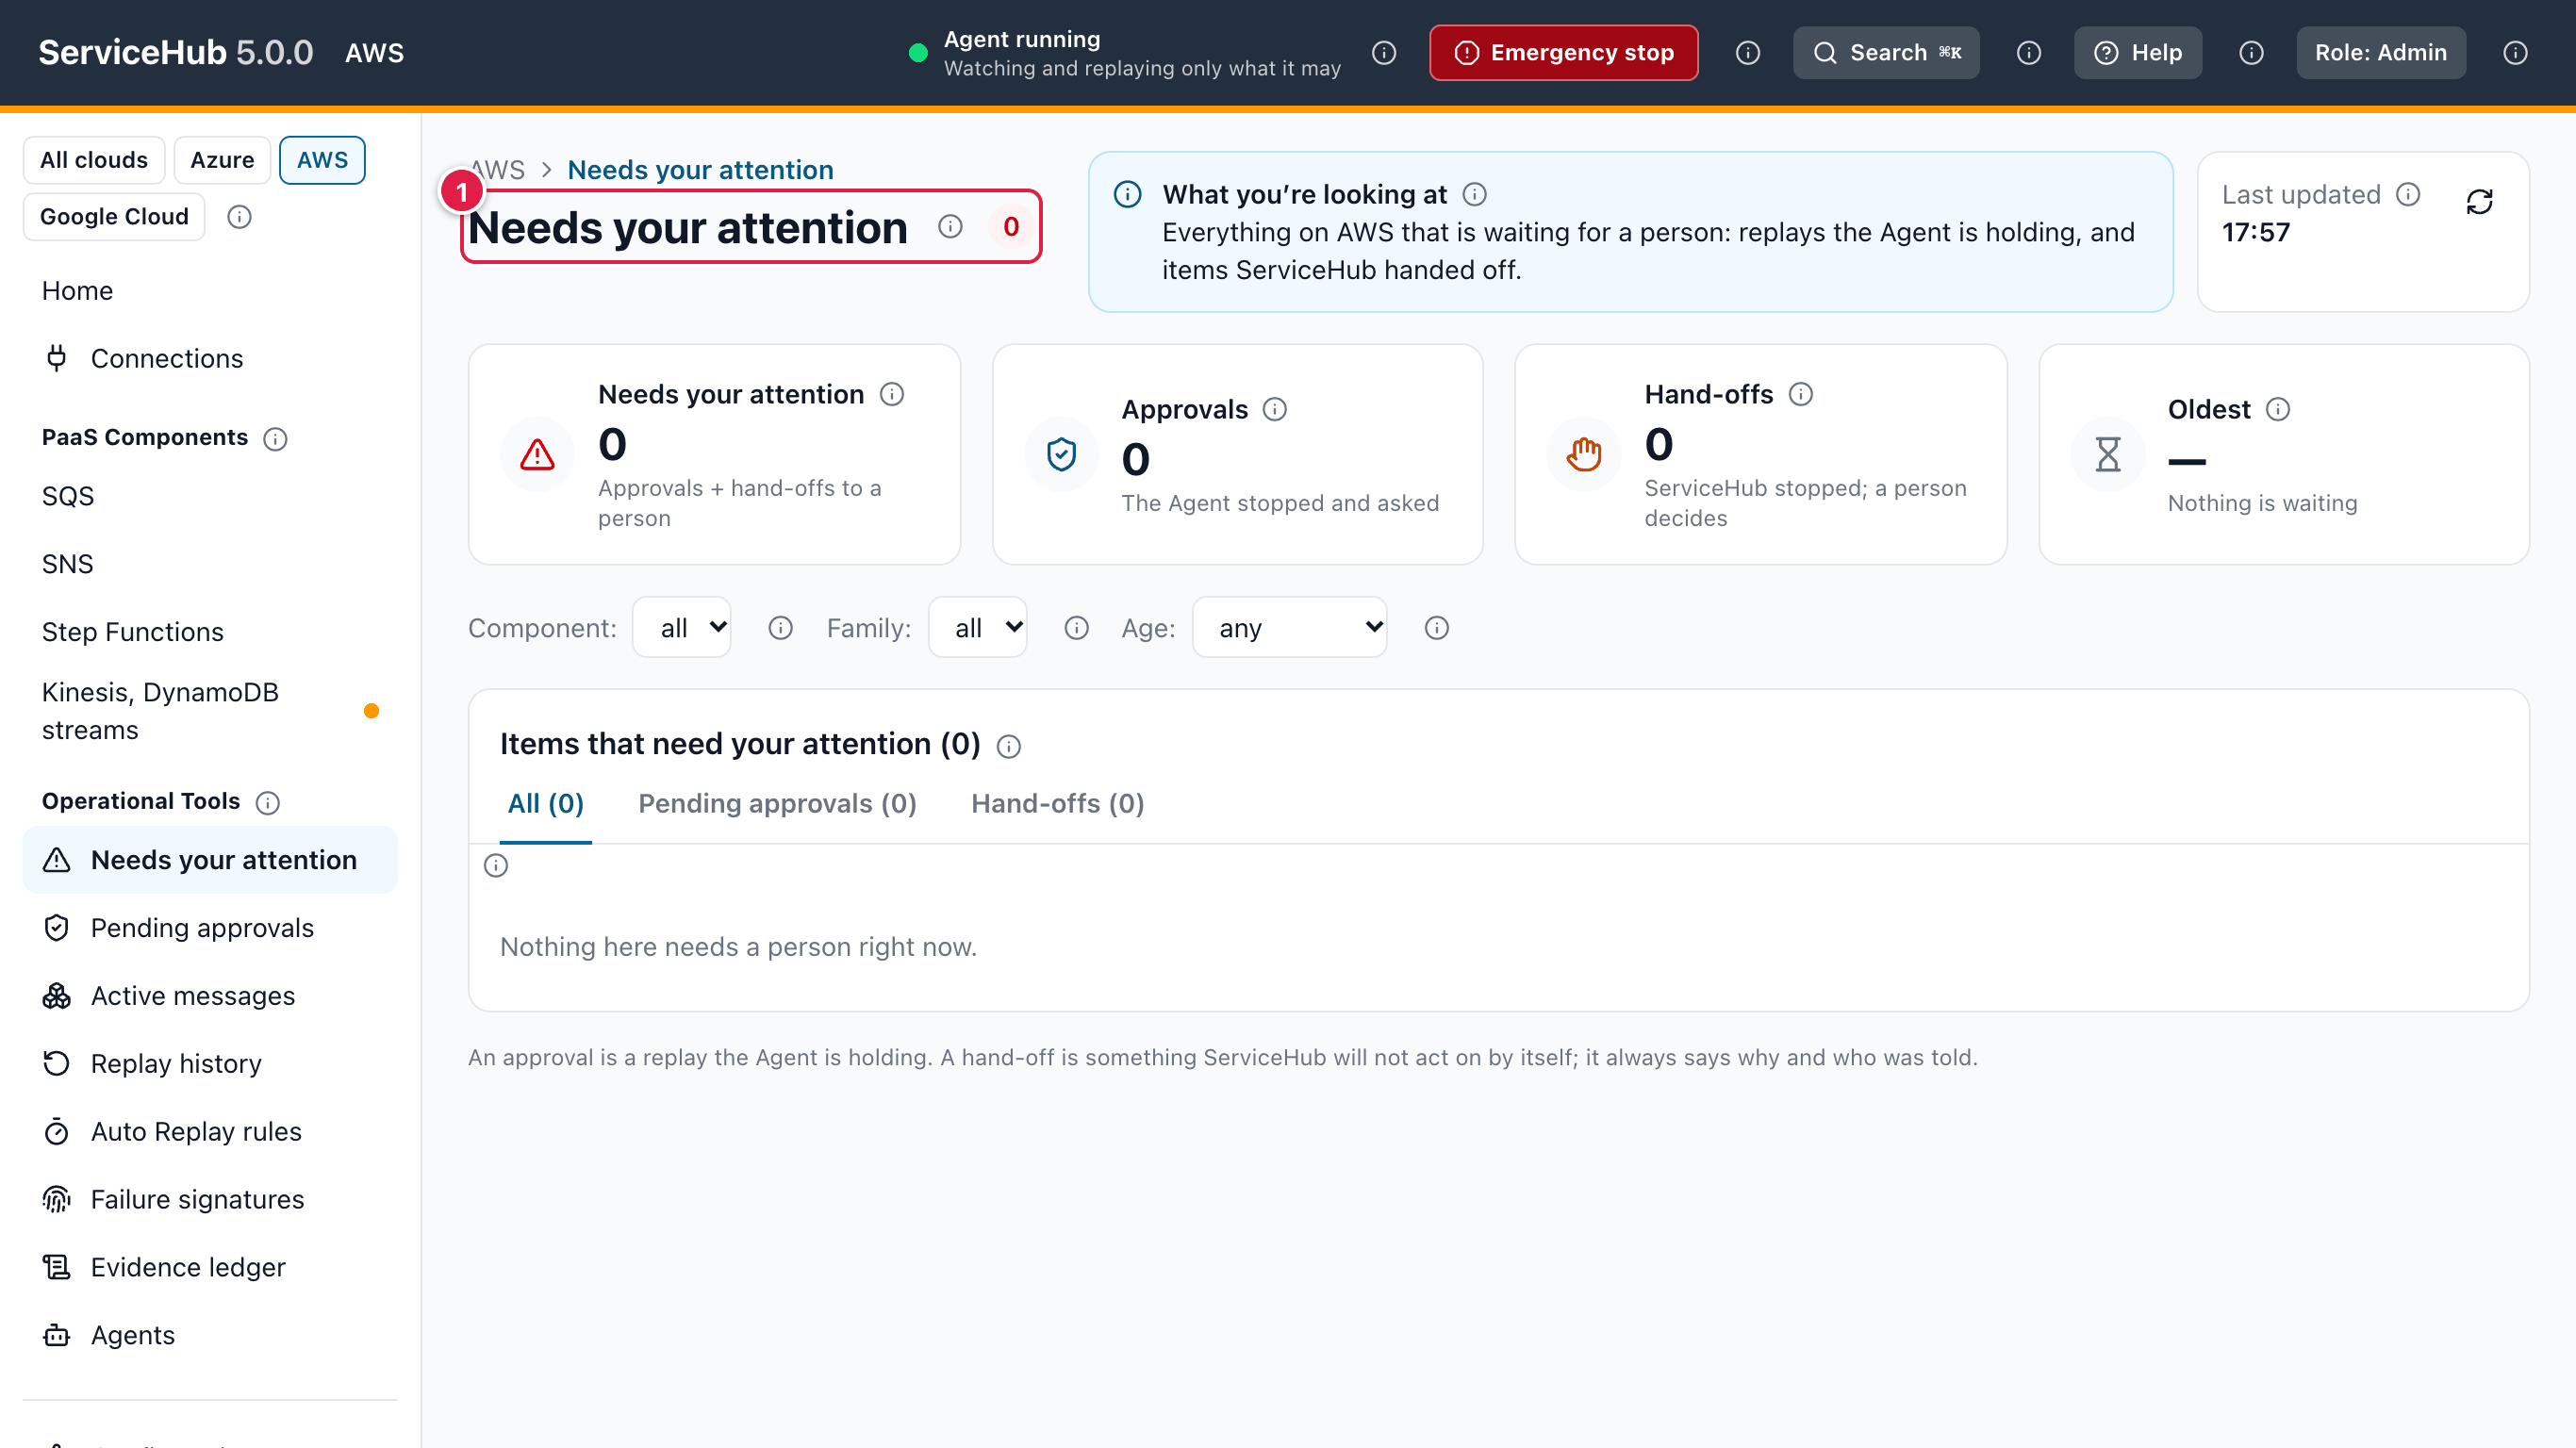 ServiceHub 5.0.0 AWS
Agent running
Watching and replaying only what it may
Emergency stop
Search ⌘K
Help
Role: Admin
All clouds
Azure
AWS
Google Cloud
Home
Connections
PaaS Components
SQS
SNS
Step Functions
Kinesis, DynamoDB
streams
Operational Tools
Needs your attention
Pending approvals
Active messages
Replay history
Auto Replay rules
Failure signatures
Evidence ledger
Agents
AWS > Needs your attention
1
Needs your attention 0
What you’re looking at
Everything on AWS that is waiting for a person: replays the Agent is holding, and
items ServiceHub handed off.
Last updated
17:57
Needs your attention
0
Approvals + hand-offs to a
person
Approvals
0
The Agent stopped and asked
Hand-offs
0
ServiceHub stopped; a person
decides
Oldest
—
Nothing is waiting
Component: all
Family: all
Age: any
Items that need your attention (0)
All (0)
Pending approvals (0)
Hand-offs (0)
Nothing here needs a person right now.
An approval is a replay the Agent is holding. A hand-off is something ServiceHub will not act on by itself; it always says why and who was told.